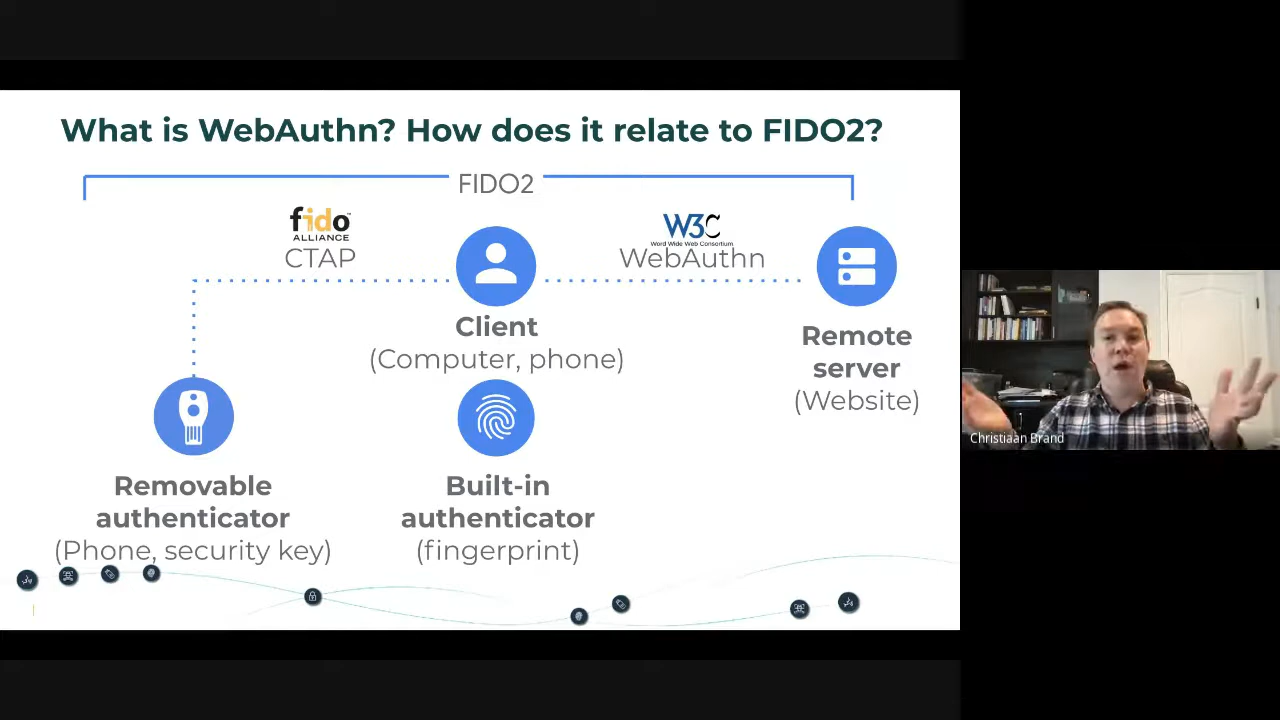 What is WebAuthn? How does it relate to FIDO2?
FIDO2
fido
ALLIANCE
CTAP
W3C
Word Wide Web Consortium
WebAuthn
Client
(Computer, phone)
Remote
server
(Website)
Removable
authenticator
(Phone, security key)
Built-in
authenticator
(fingerprint)
Christiaan Brand